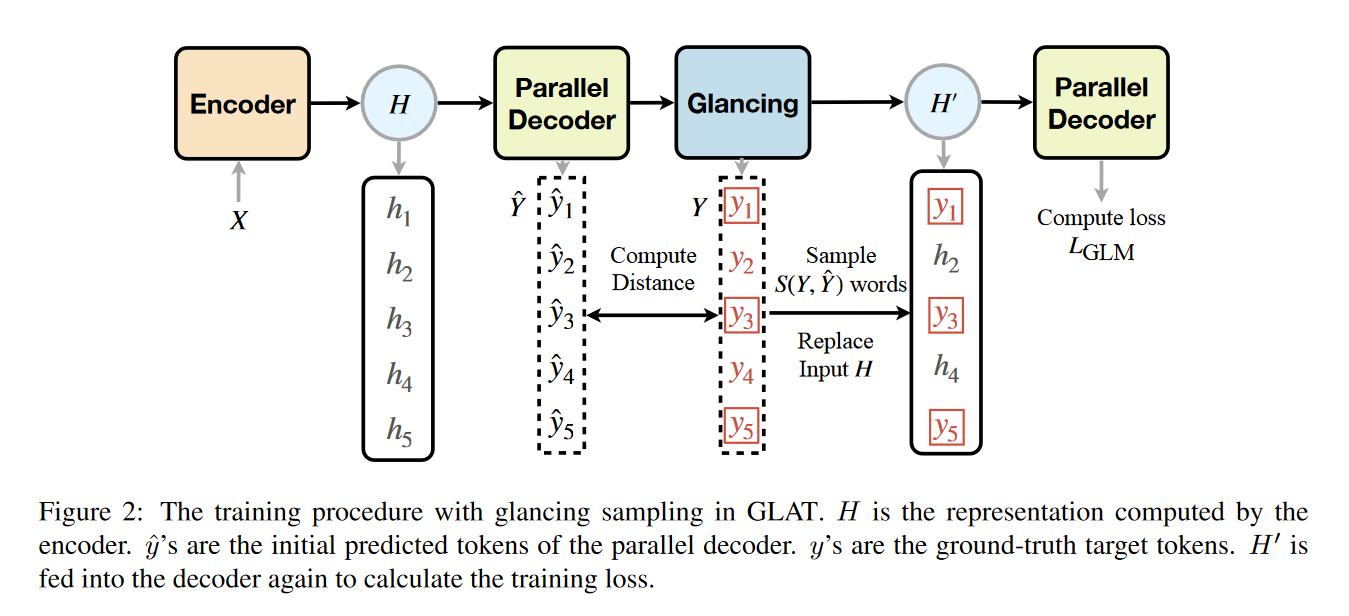 Encoder
H
Parallel
Decoder
Glancing
H′
Parallel
Decoder
X
h₁
h₂
h₃
h₄
h₅
Ŷ
ŷ₁
ŷ₂
ŷ₃
ŷ₄
ŷ₅
Compute
Distance
Y
y₁
y₂
y₃
y₄
y₅
Sample
S(Y, Ŷ) words
Replace
Input H
y₁
h₂
y₃
h₄
y₅
Compute loss
L_GLM
Figure 2: The training procedure with glancing sampling in GLAT. H is the representation computed by the
encoder. ŷ's are the initial predicted tokens of the parallel decoder. y's are the ground-truth target tokens. H′ is
fed into the decoder again to calculate the training loss.